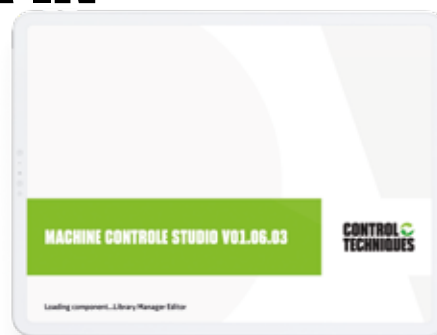 MACHINE CONTROLE STUDIO V01.06.03
CONTROL
TECHNIQUES
Loading component...Library Manager Editor